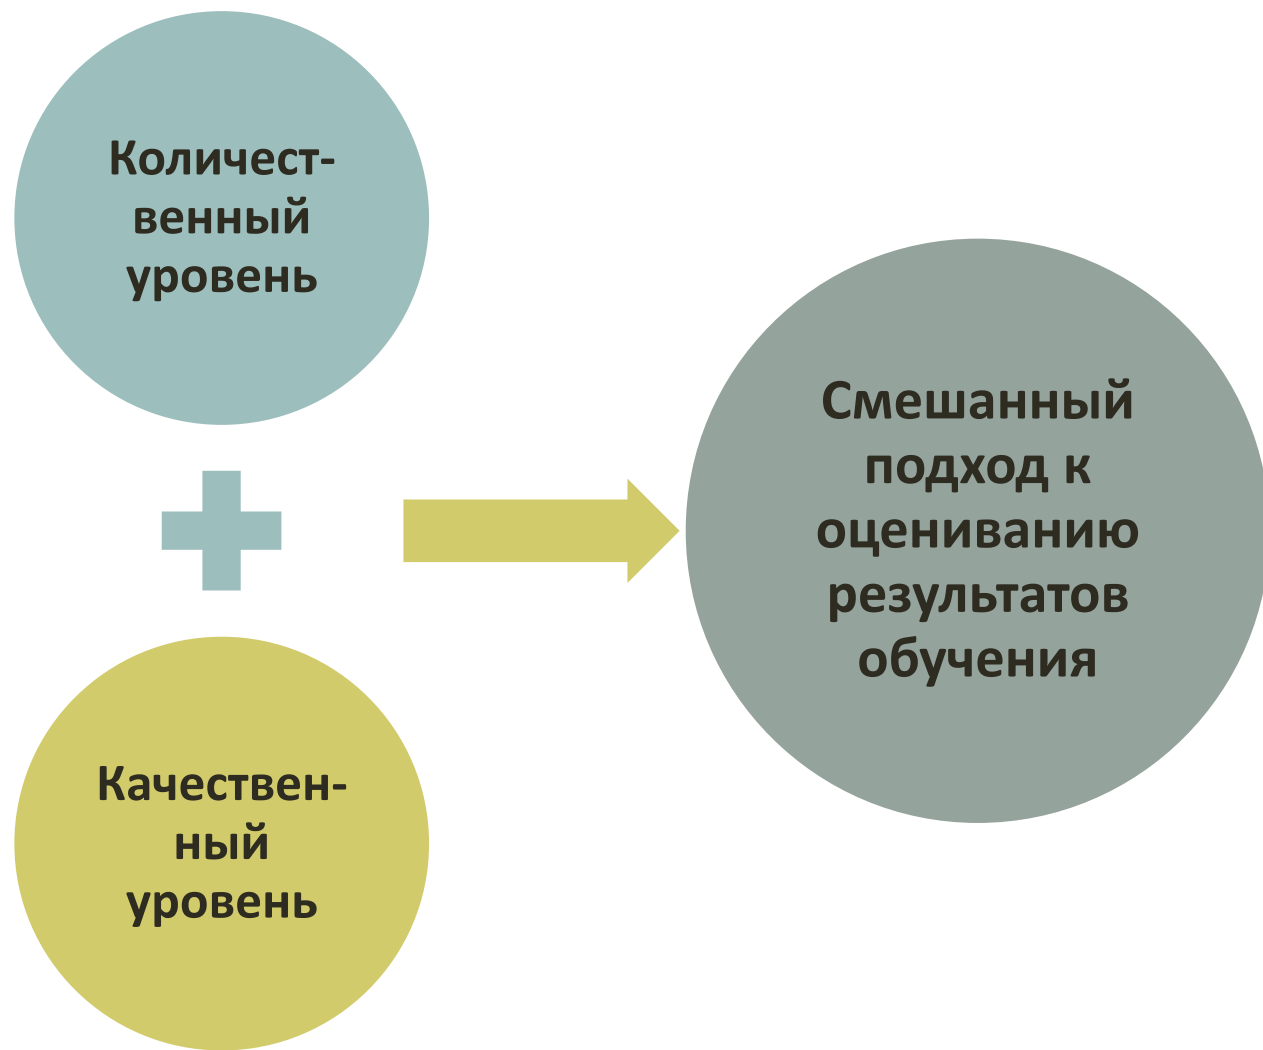 Количест-
венный
уровень
Качествен-
ный
уровень
Смешанный
подход к
оцениванию
результатов
обучения